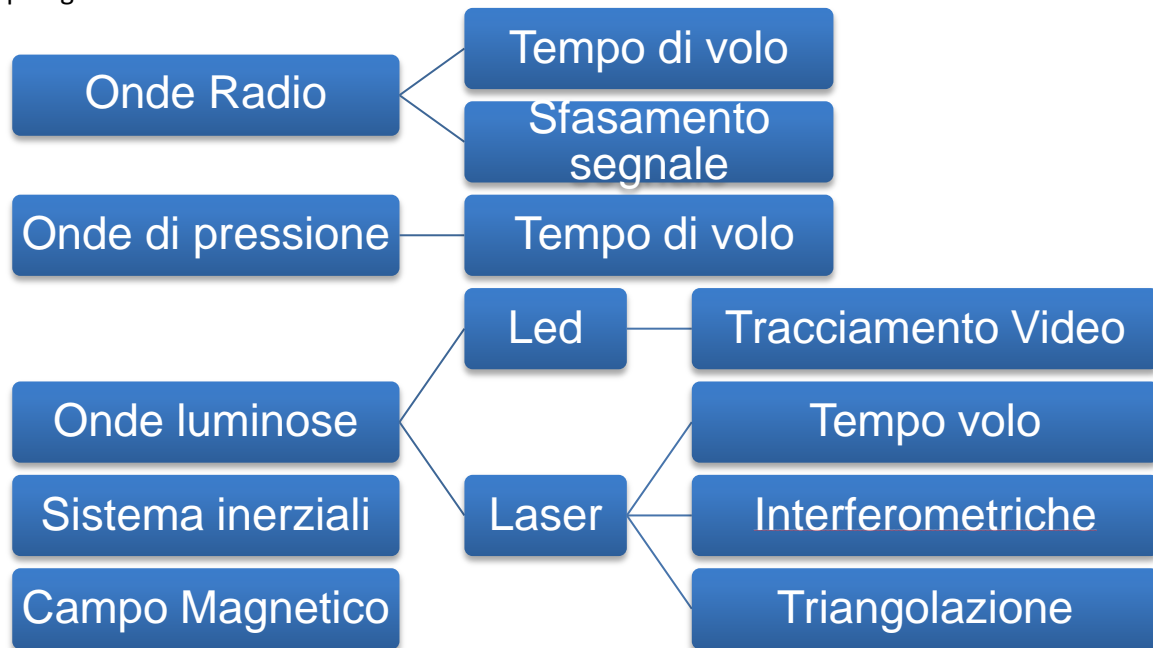 Onde Radio
Tempo di volo
Sfasamento
segnale
Onde di pressione
Tempo di volo
Onde luminose
Led
Tracciamento Video
Laser
Tempo volo
Interferometriche
Triangolazione
Sistema inerziali
Campo Magnetico